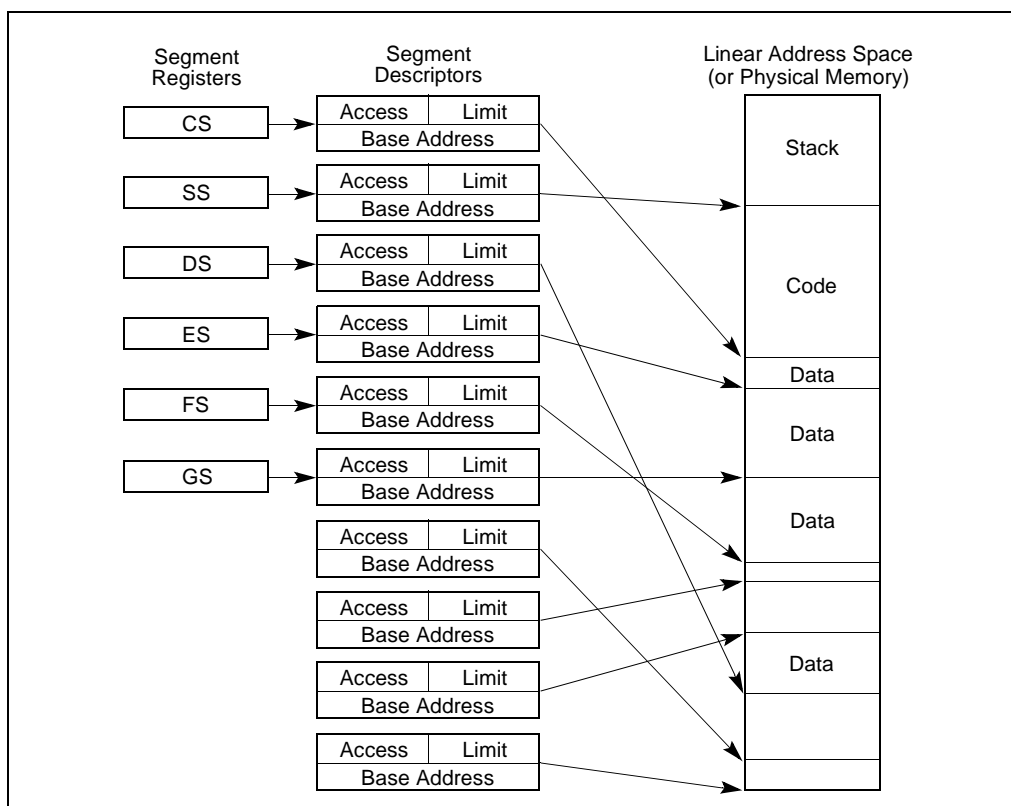 Segment
Registers
Segment
Descriptors
Linear Address Space
(or Physical Memory)
CS
Access Limit
Base Address
Stack
SS
Access Limit
Base Address
DS
Access Limit
Base Address
Code
ES
Access Limit
Base Address
Data
FS
Access Limit
Base Address
Data
GS
Access Limit
Base Address
Data
Access Limit
Base Address
Access Limit
Base Address
Access Limit
Base Address
Data
Access Limit
Base Address